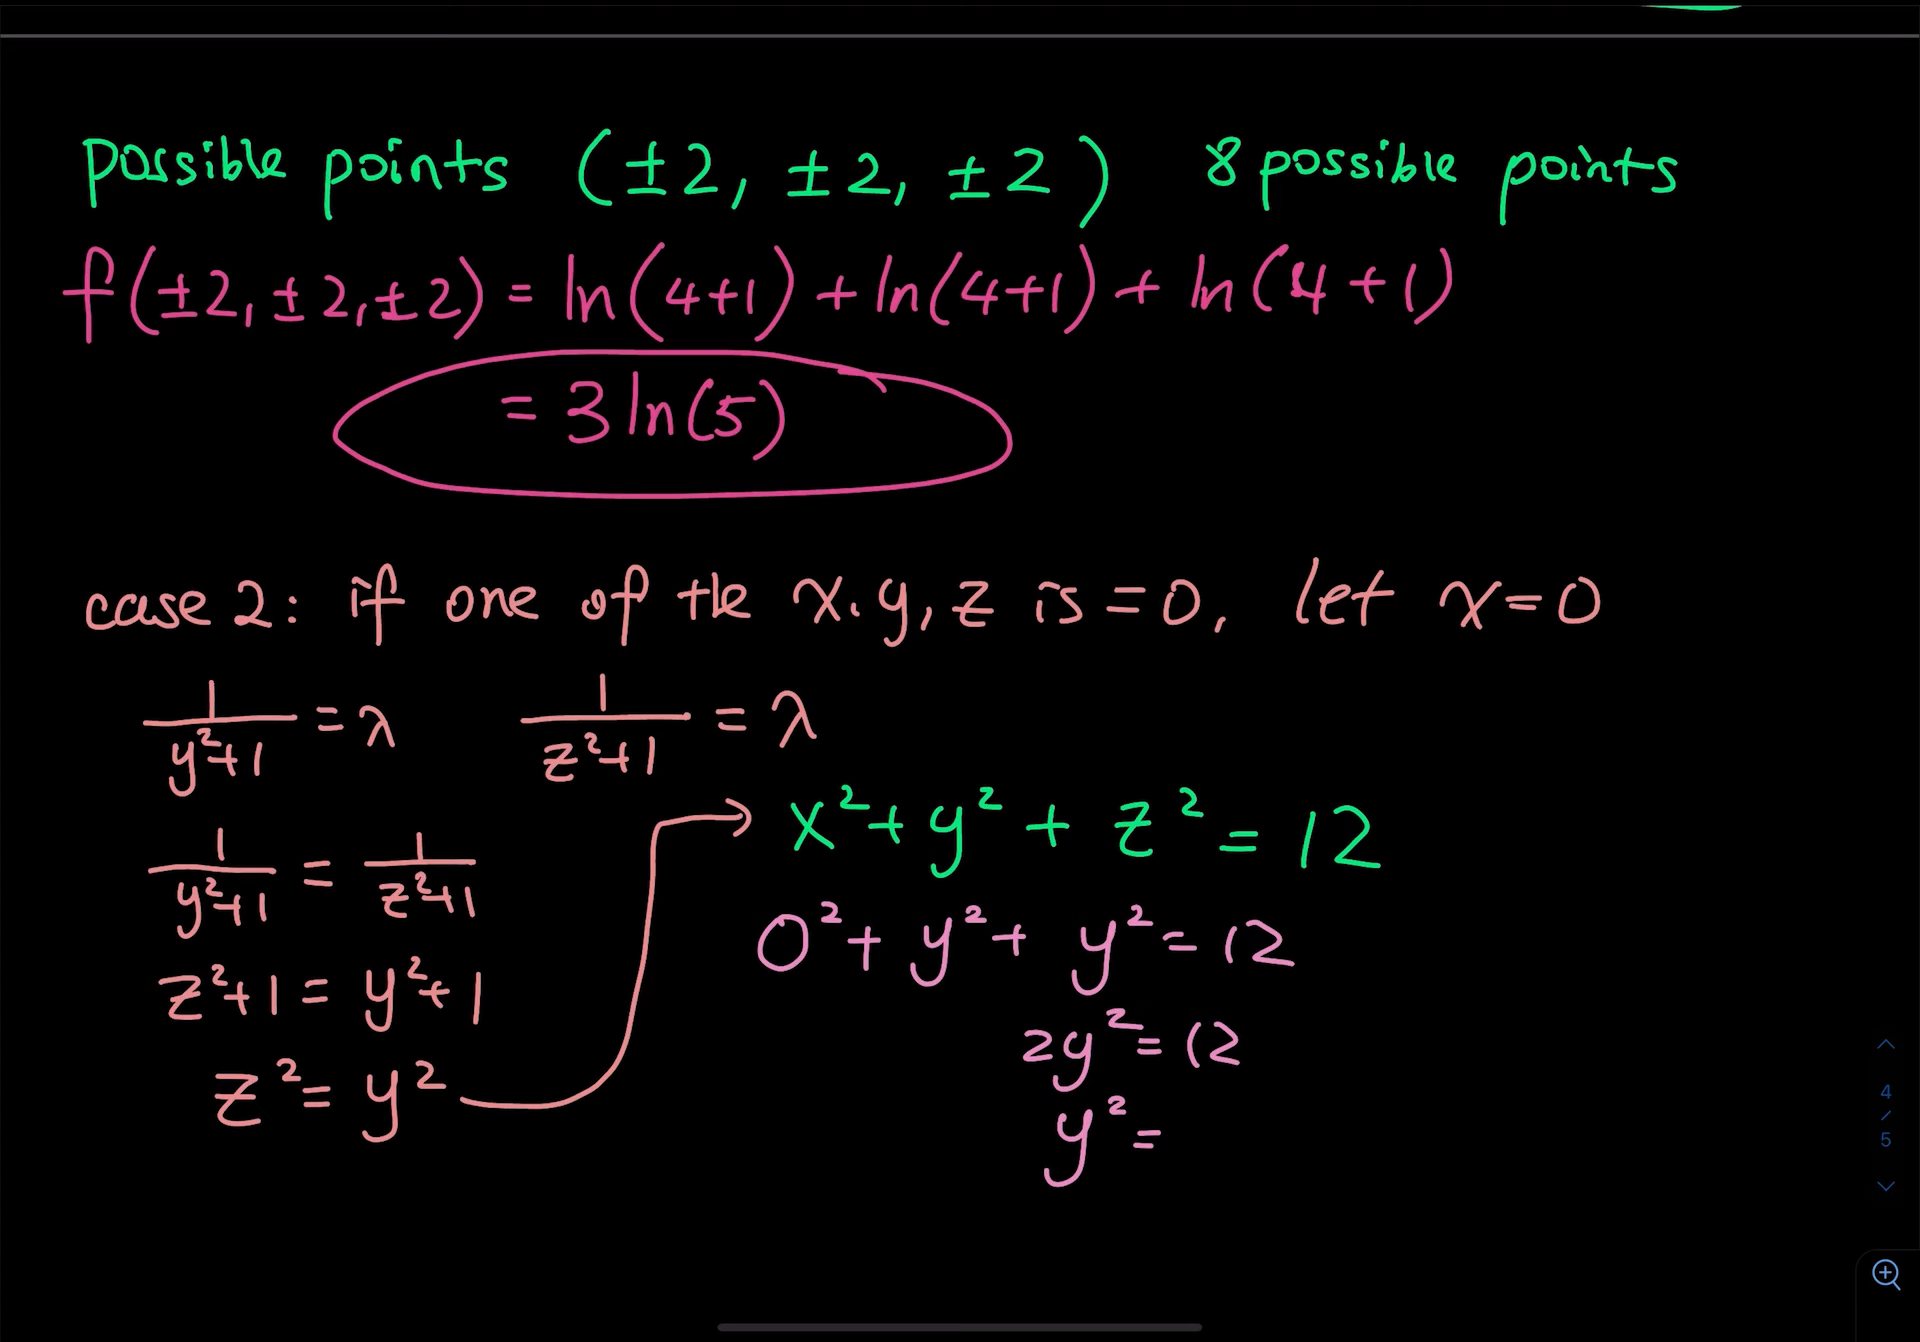 possible points (±2, ±2, ±2) 8 possible points
f(±2, ±2, ±2) = ln(4+1) + ln(4+1) + ln(4+1)
= 3 ln(5)
case 2: if one of the x, y, z is = 0, let x = 0
1/(y²+1) = λ 1/(z²+1) = λ
1/(y²+1) = 1/(z²+1)
z²+1 = y²+1
z² = y²
x² + y² + z² = 12
0² + y² + y² = 12
2y² = 12
y² =
4
/
5